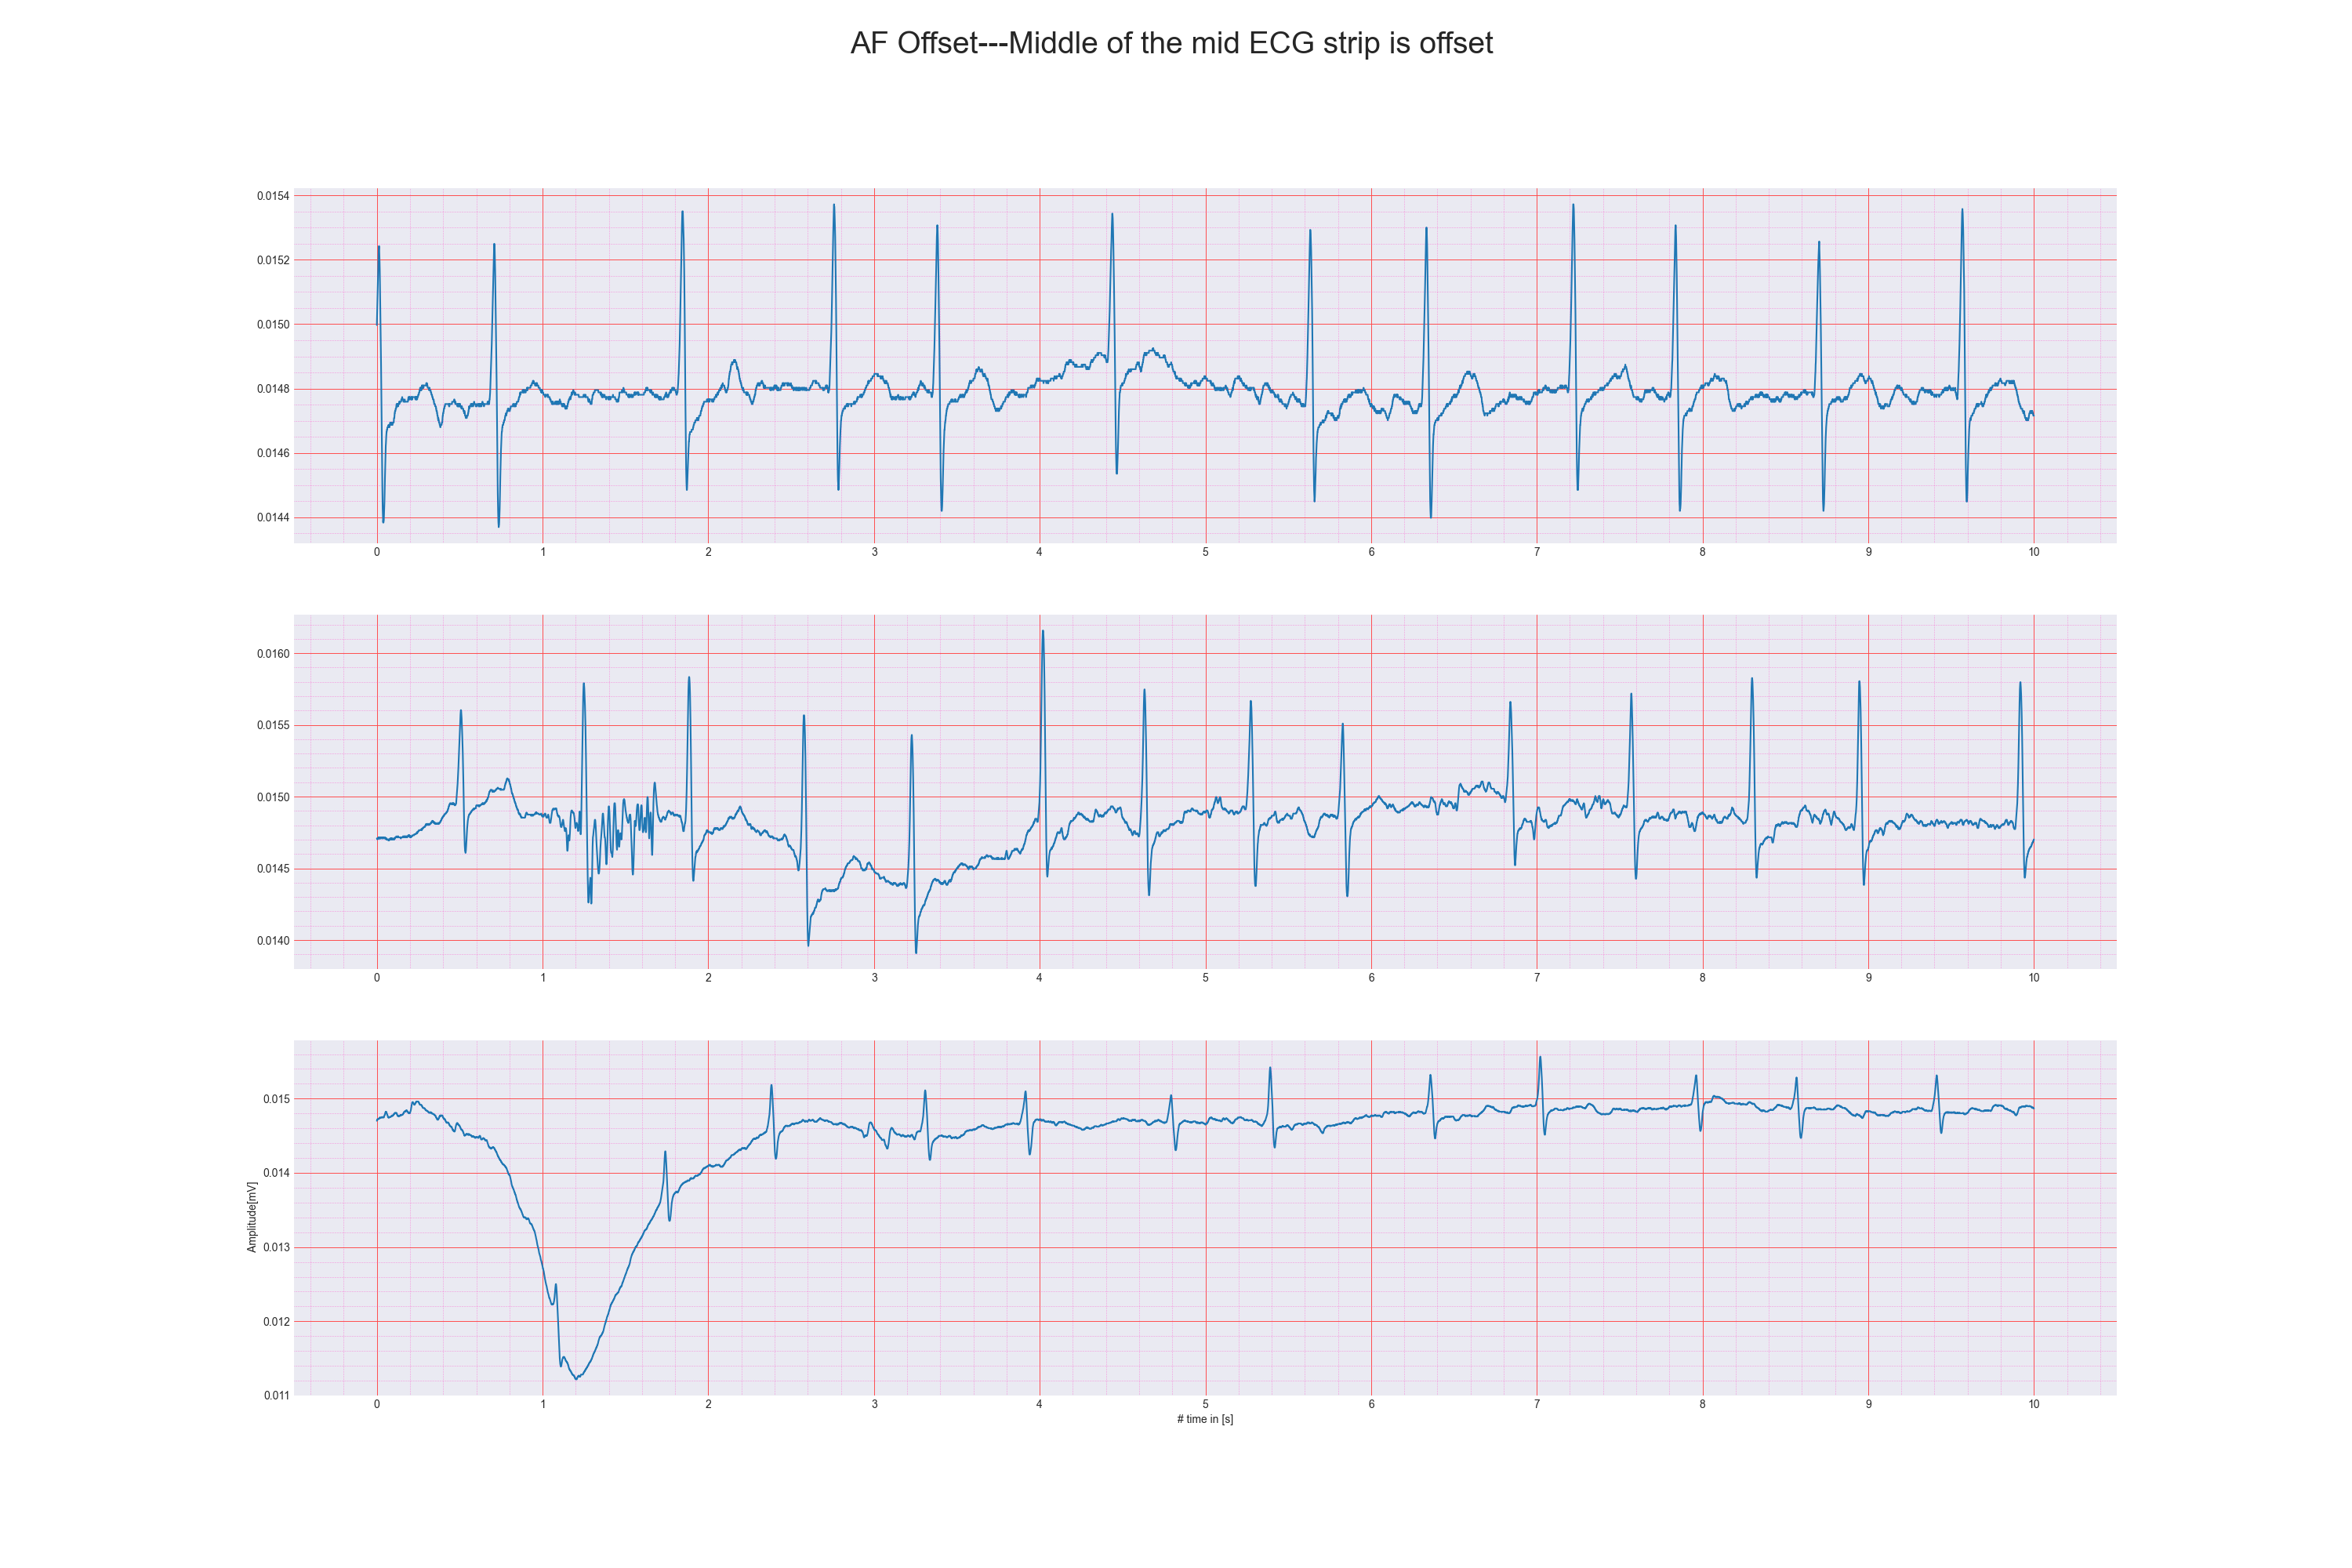 AF Offset---Middle of the mid ECG strip is offset
0.0154
0.0152
0.0150
0.0148
0.0146
0.0144
0 1 2 3 4 5 6 7 8 9 10
0.0160
0.0155
0.0150
0.0145
0.0140
0 1 2 3 4 5 6 7 8 9 10
0.015
0.014
0.013
0.012
0.011
Amplitude[mV]
0 1 2 3 4 5 6 7 8 9 10
# time in [s]